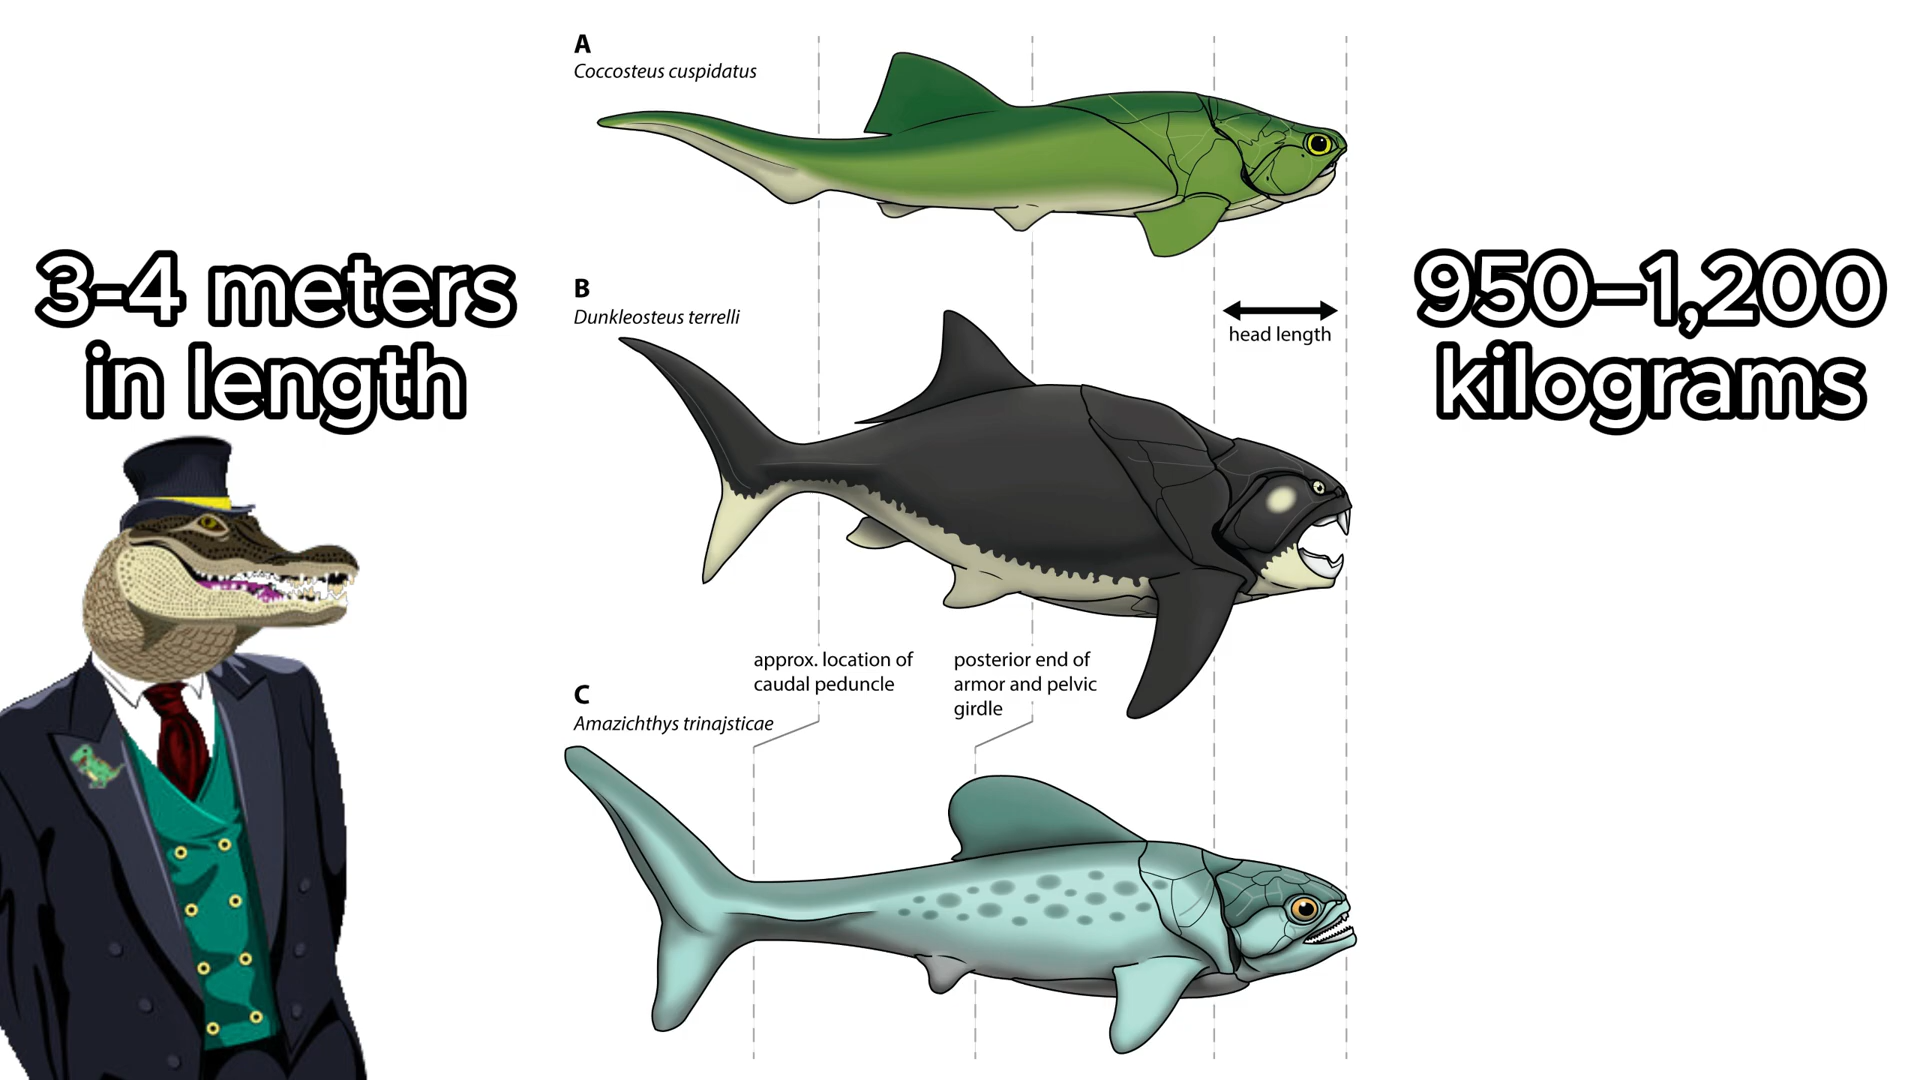 A
Coccosteus cuspidatus
3-4 meters
in length
950–1,200
kilograms
B
Dunkleosteus terrelli
head length
approx. location of
caudal peduncle
posterior end of
armor and pelvic
girdle
C
Amazichthys trinajsticae